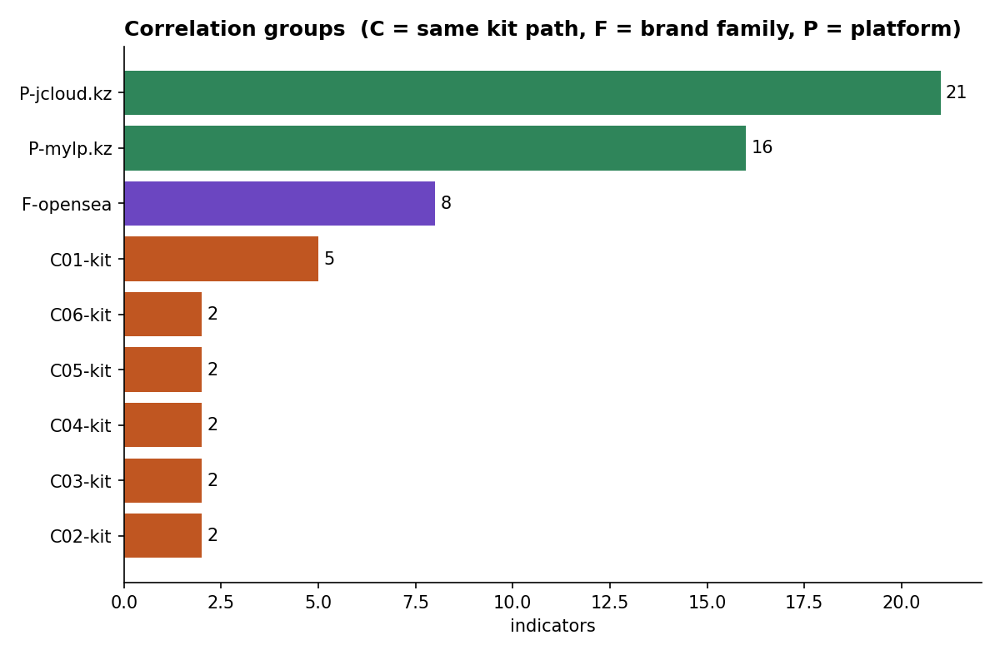 Correlation groups  (C = same kit path, F = brand family, P = platform)
P-jcloud.kz 21
P-mylp.kz 16
F-opensea 8
C01-kit 5
C06-kit 2
C05-kit 2
C04-kit 2
C03-kit 2
C02-kit 2
0.0 2.5 5.0 7.5 10.0 12.5 15.0 17.5 20.0
indicators